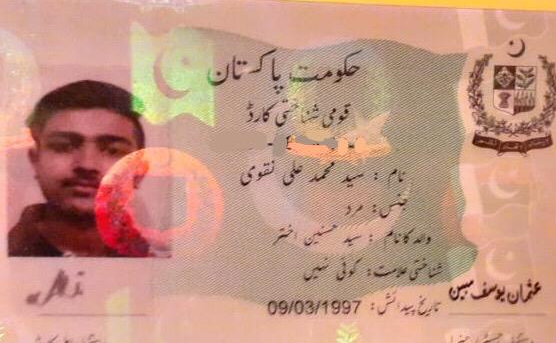 حکومت پاکستان
قومی شناختی کارڈ
نام : سید محمد علی نقوی
جنس: مرد
والد کا نام : سید حسنین اختر
شناختی علامت: کوئی نہیں
تاریخ پیدائش: 09/03/1997
عثمان یوسف مبین